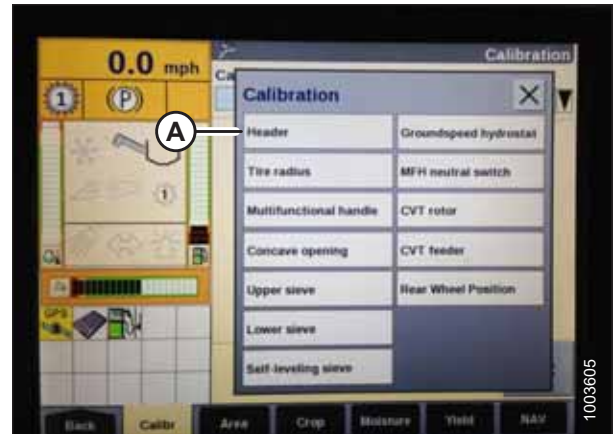 0.0 mph
Calibration
Ca
1
(P)
Calibration
A
Header
Groundspeed hydrostat
Tire radius
MFH neutral switch
1
Multifunctional handle
CVT rotor
Concave opening
CVT feeder
Upper sieve
Rear Wheel Position
GPS
Lower sieve
Self-leveling sieve
Back
Calibr
Area
Crop
Moisture
Yield
NAV
1003605